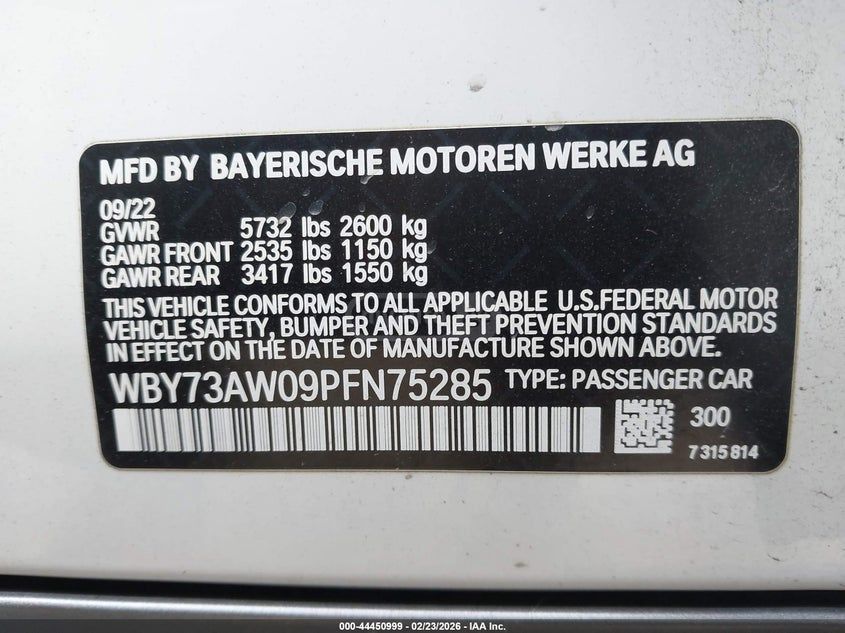 MFD BY BAYERISCHE MOTOREN WERKE AG
09/22
GVWR 5732 lbs 2600 kg
GAWR FRONT 2535 lbs 1150 kg
GAWR REAR 3417 lbs 1550 kg
THIS VEHICLE CONFORMS TO ALL APPLICABLE U.S.FEDERAL MOTOR
VEHICLE SAFETY, BUMPER AND THEFT PREVENTION STANDARDS
IN EFFECT ON THE DATE OF MANUFACTURE SHOWN ABOVE.
WBY73AW09PFN75285 TYPE: PASSENGER CAR
300
7315814
000-44450999 - 02/23/2026 - IAA Inc.